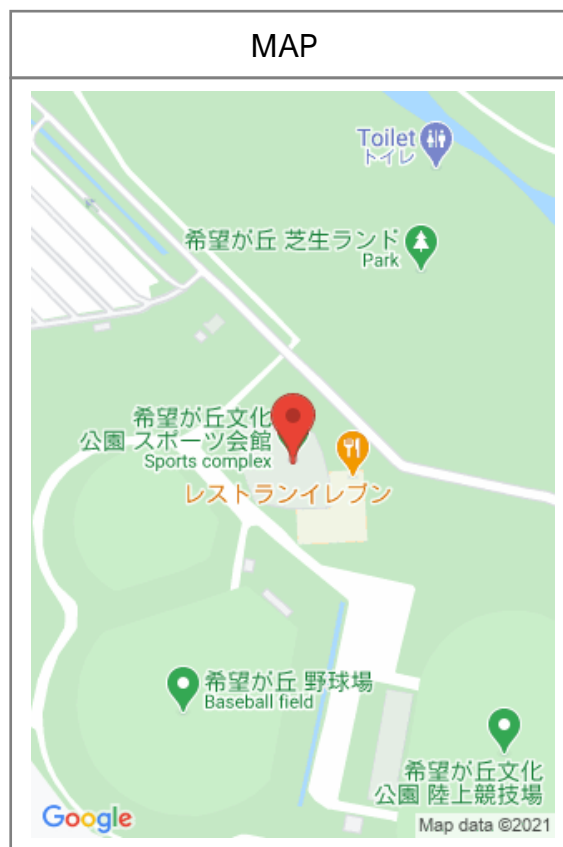 MAP
Toilet
トイレ
希望が丘 芝生ランド
Park
希望が丘文化
公園 スポーツ会館
Sports complex
レストランイレブン
希望が丘 野球場
Baseball field
希望が丘文化
公園 陸上競技場
Google
Map data ©2021